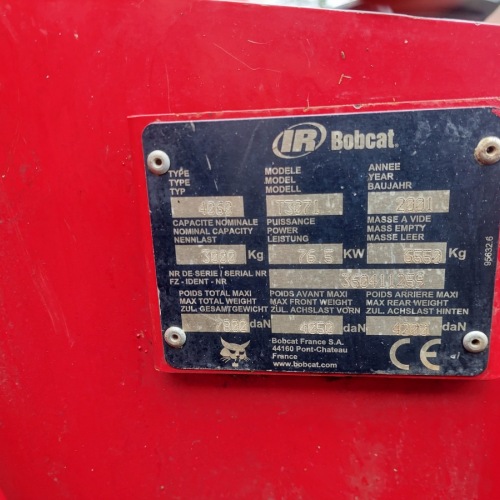 IR Bobcat
TYPE MODELE ANNEE
TYPE MODEL YEAR
TYP MODELL BAUJAHR
2001
CAPACITE NOMINALE PUISSANCE MASSE A VIDE
NOMINAL CAPACITY POWER MASS EMPTY
NENNLAST LEISTUNG MASSE LEER
Kg 76.5 KW Kg
NR DE SERIE / SERIAL NR
FZ - IDENT - NR
POIDS TOTAL MAXI POIDS AVANT MAXI POIDS ARRIERE MAXI
MAX TOTAL WEIGHT MAX FRONT WEIGHT MAX REAR WEIGHT
ZUL. GESAMTGEWICHT ZUL. ACHSLAST VORN ZUL. ACHSLAST HINTEN
daN 4250 daN daN
Bobcat France S.A.
44160 Pont-Chateau
France
www.bobcat.com
CE
95632.6